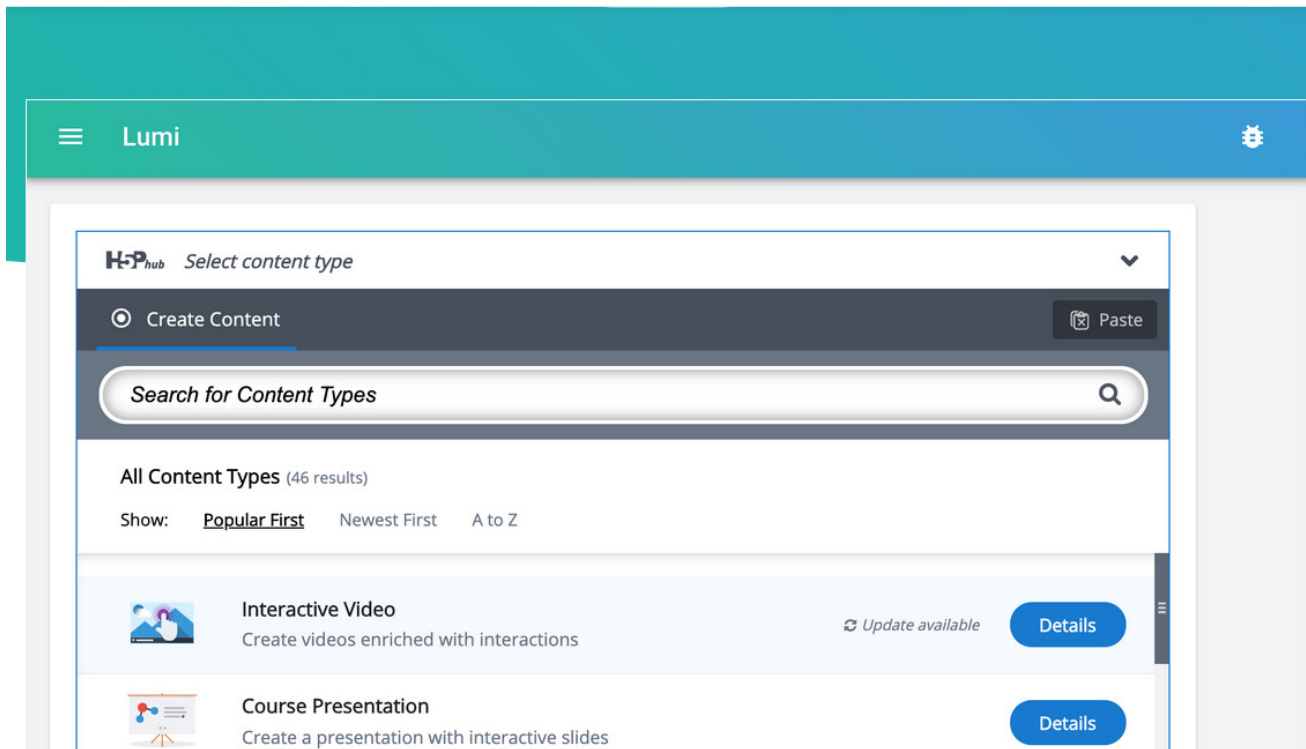 Lumi
H5Phub Select content type
Create Content Paste
Search for Content Types
All Content Types (46 results)
Show: Popular First Newest First A to Z
Interactive Video
Create videos enriched with interactions
Update available Details
Course Presentation
Create a presentation with interactive slides
Details